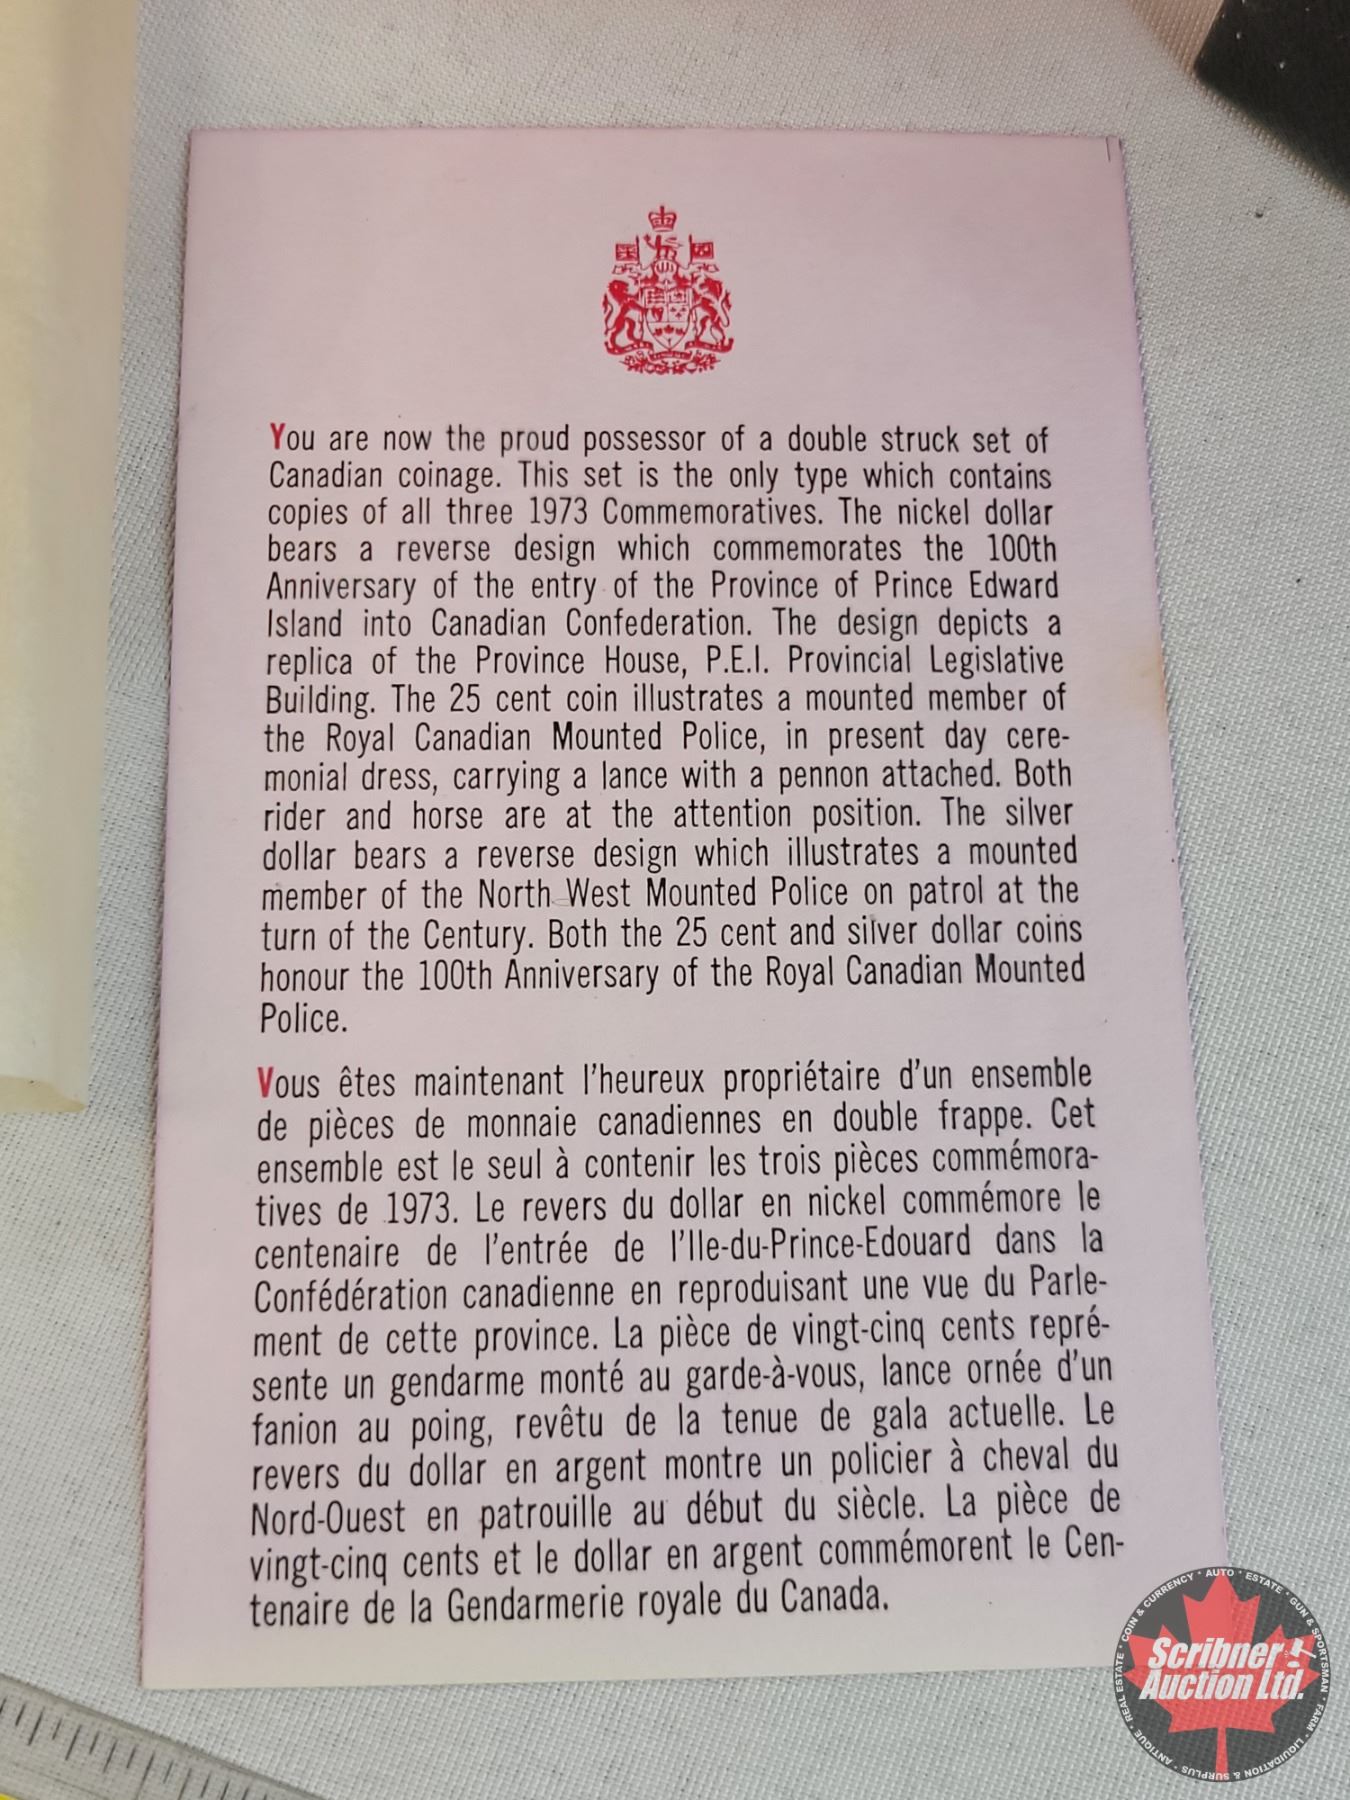 You are now the proud possessor of a double struck set of
Canadian coinage. This set is the only type which contains
copies of all three 1973 Commemoratives. The nickel dollar
bears a reverse design which commemorates the 100th
Anniversary of the entry of the Province of Prince Edward
Island into Canadian Confederation. The design depicts a
replica of the Province House, P.E.I. Provincial Legislative
Building. The 25 cent coin illustrates a mounted member of
the Royal Canadian Mounted Police, in present day cere-
monial dress, carrying a lance with a pennon attached. Both
rider and horse are at the attention position. The silver
dollar bears a reverse design which illustrates a mounted
member of the North West Mounted Police on patrol at the
turn of the Century. Both the 25 cent and silver dollar coins
honour the 100th Anniversary of the Royal Canadian Mounted
Police.
Vous êtes maintenant l'heureux propriétaire d'un ensemble
de pièces de monnaie canadiennes en double frappe. Cet
ensemble est le seul à contenir les trois pièces commémora-
tives de 1973. Le revers du dollar en nickel commémore le
centenaire de l'entrée de l'Ile-du-Prince-Edouard dans la
Confédération canadienne en reproduisant une vue du Parle-
ment de cette province. La pièce de vingt-cinq cents repré-
sente un gendarme monté au garde-à-vous, lance ornée d'un
fanion au poing, revêtu de la tenue de gala actuelle. Le
revers du dollar en argent montre un policier à cheval du
Nord-Ouest en patrouille au début du siècle. La pièce de
vingt-cinq cents et le dollar en argent commémorent le Cen-
tenaire de la Gendarmerie royale du Canada.
Scribner
Auction Ltd.
COIN & CURRENCY · AUTO · ESTATE · GUN & SPORTSMAN · FARM · LIQUIDATION & SURPLUS · ANTIQUE · REAL ESTATE ·